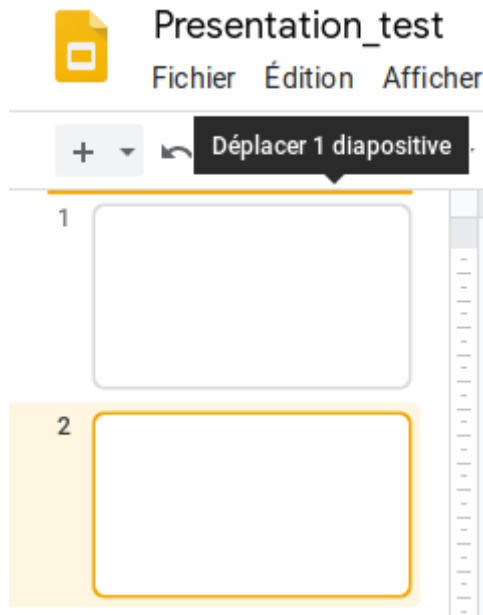 Presentation_test
Fichier Édition Afficher
Déplacer 1 diapositive
1
2